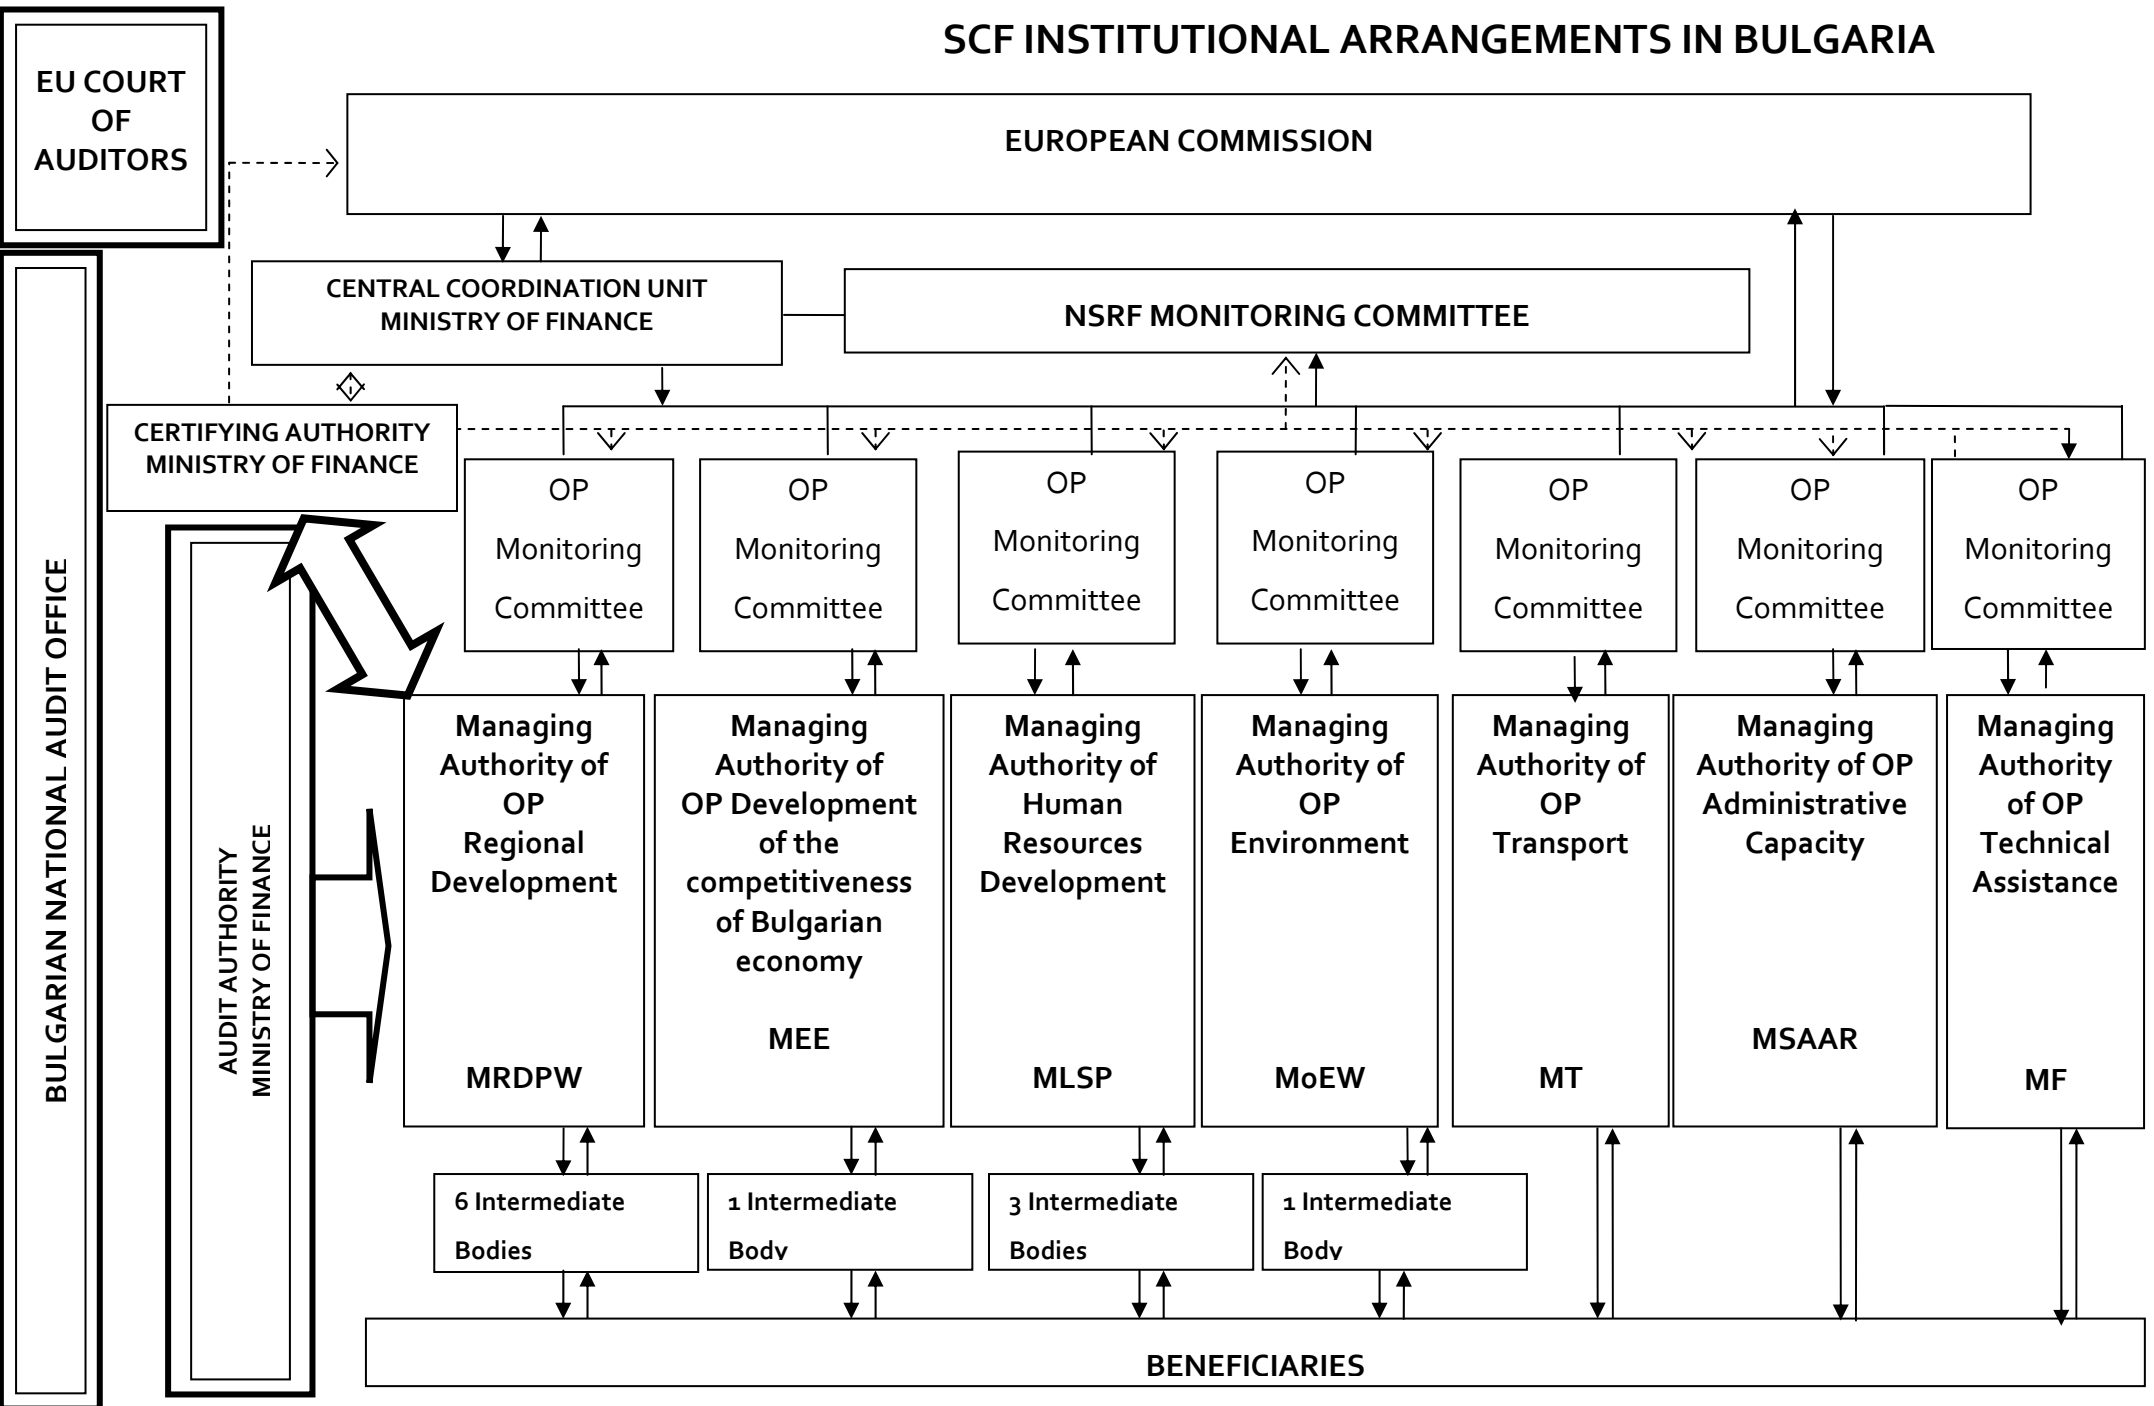 SCF INSTITUTIONAL ARRANGEMENTS IN BULGARIA
EU COURT
OF
AUDITORS
EUROPEAN COMMISSION
CENTRAL COORDINATION UNIT
MINISTRY OF FINANCE
NSRF MONITORING COMMITTEE
CERTIFYING AUTHORITY
MINISTRY OF FINANCE
BULGARIAN NATIONAL AUDIT OFFICE
AUDIT AUTHORITY
MINISTRY OF FINANCE
OP
Monitoring
Committee
OP
Monitoring
Committee
OP
Monitoring
Committee
OP
Monitoring
Committee
OP
Monitoring
Committee
OP
Monitoring
Committee
OP
Monitoring
Committee
Managing
Authority of
OP
Regional
Development
MRDPW
Managing
Authority of
OP Development
of the
competitiveness
of Bulgarian
economy
MEE
Managing
Authority of
Human
Resources
Development
MLSP
Managing
Authority of
OP
Environment
MoEW
Managing
Authority of
OP
Transport
MT
Managing
Authority of OP
Administrative
Capacity
MSAAR
Managing
Authority
of OP
Technical
Assistance
MF
6 Intermediate
Bodies
1 Intermediate
Body
3 Intermediate
Bodies
1 Intermediate
Body
BENEFICIARIES